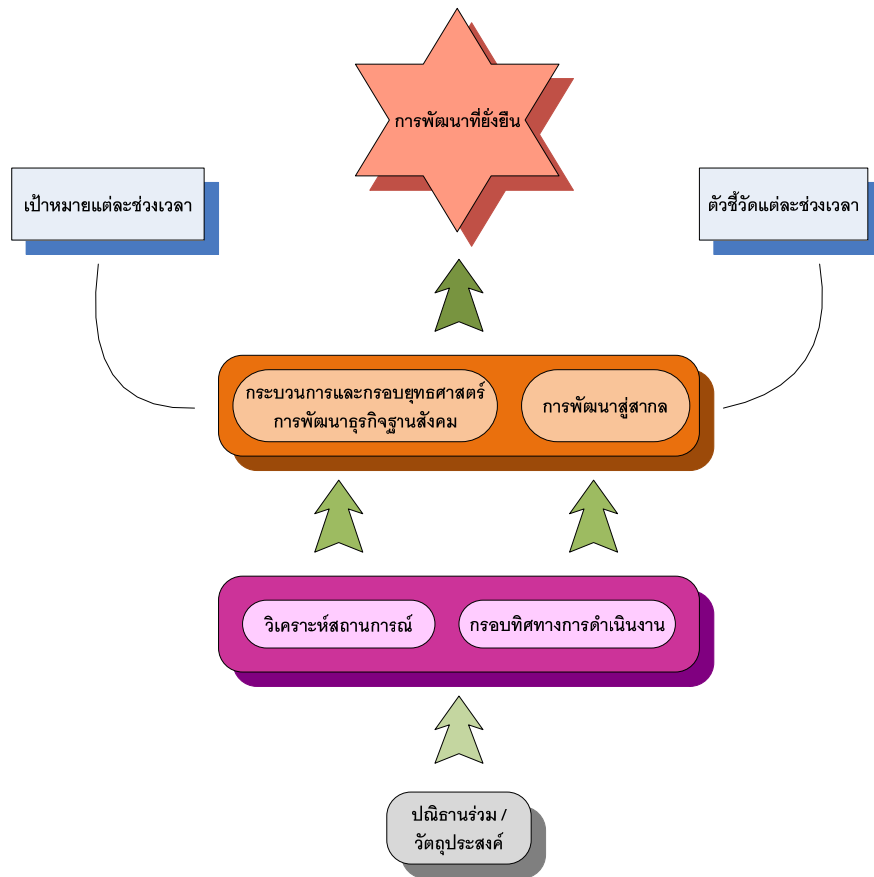 การพัฒนาที่ยั่งยืน
เป้าหมายแต่ละช่วงเวลา
ตัวชี้วัดแต่ละช่วงเวลา
กระบวนการและกรอบยุทธศาสตร์
การพัฒนาธุรกิจฐานสังคม
การพัฒนาสู่สากล
วิเคราะห์สถานการณ์
กรอบทิศทางการดำเนินงาน
ปณิธานร่วม /
วัตถุประสงค์